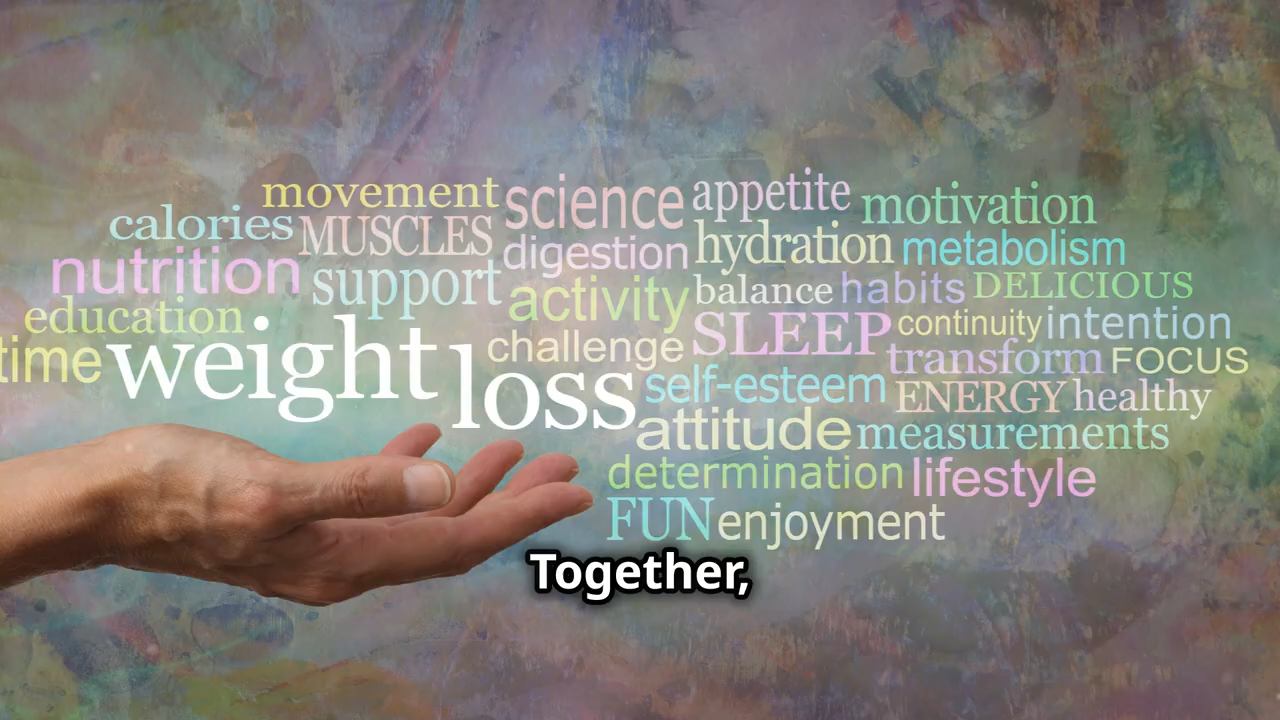 movement science appetite motivation
calories MUSCLES digestion hydration metabolism
nutrition support activity balance habits DELICIOUS
education challenge SLEEP continuity intention
time weight loss self-esteem transform FOCUS
attitude ENERGY healthy
measurements
determination lifestyle
FUN enjoyment
Together,